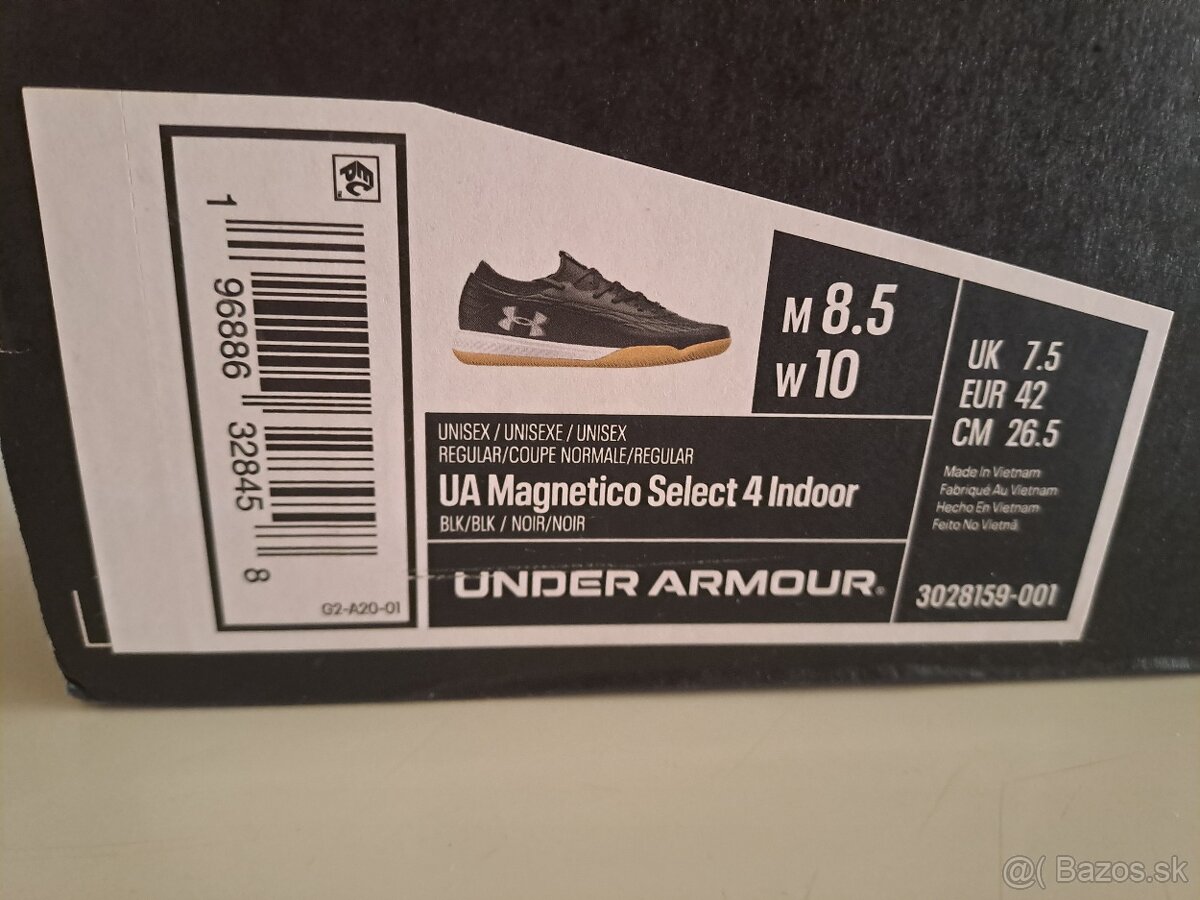 ECP™
1 96886 32845 8
G2-A20-01
M 8.5
W 10
UK 7.5
EUR 42
CM 26.5
Made In Vietnam
Fabriqué Au Vietnam
Hecho En Vietnam
Feito No Vietnã
3028159-001
UNISEX / UNISEXE / UNISEX
REGULAR/COUPE NORMALE/REGULAR
UA Magnetico Select 4 Indoor
BLK/BLK / NOIR/NOIR
UNDER ARMOUR®
@( Bazos.sk